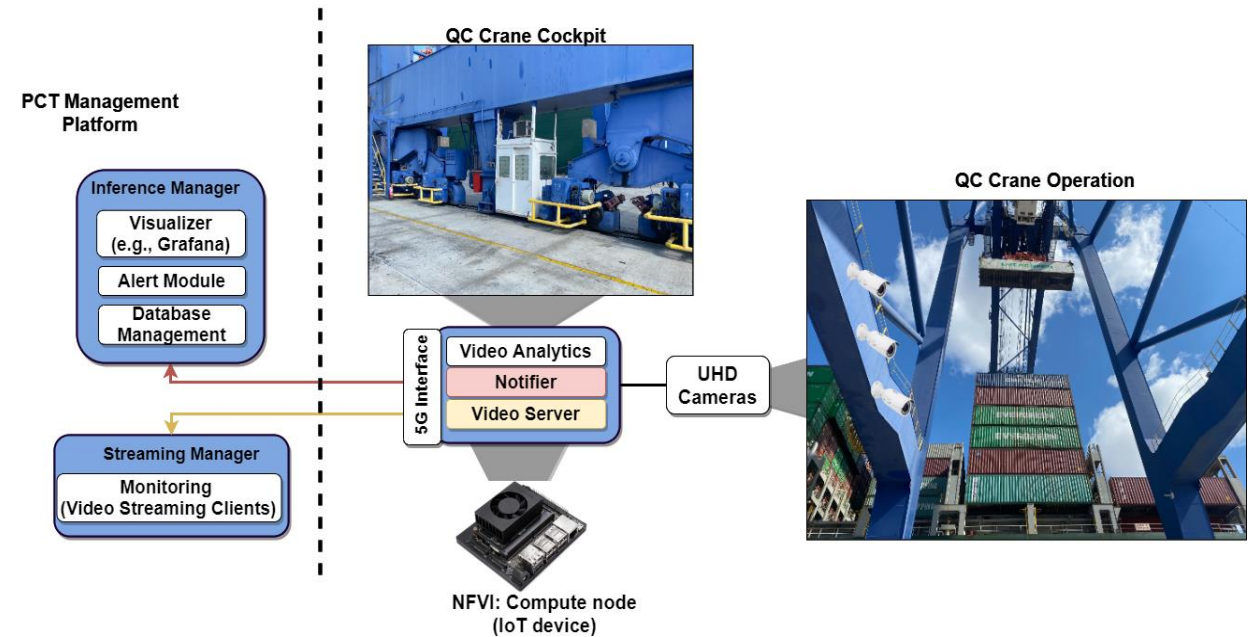 PCT Management
Platform
Inference Manager
Visualizer
(e.g., Grafana)
Alert Module
Database
Management
Streaming Manager
Monitoring
(Video Streaming Clients)
QC Crane Cockpit
5G Interface
Video Analytics
Notifier
Video Server
UHD
Cameras
NFVI: Compute node
(IoT device)
QC Crane Operation
EVERGREEN